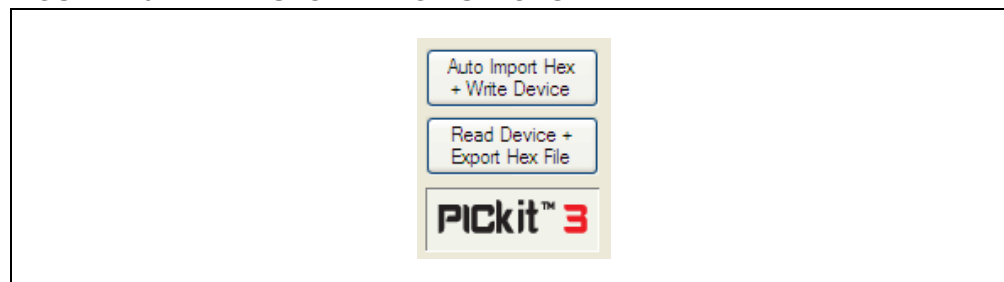 Auto Import Hex
+ Write Device
Read Device +
Export Hex File
PICkit™ 3